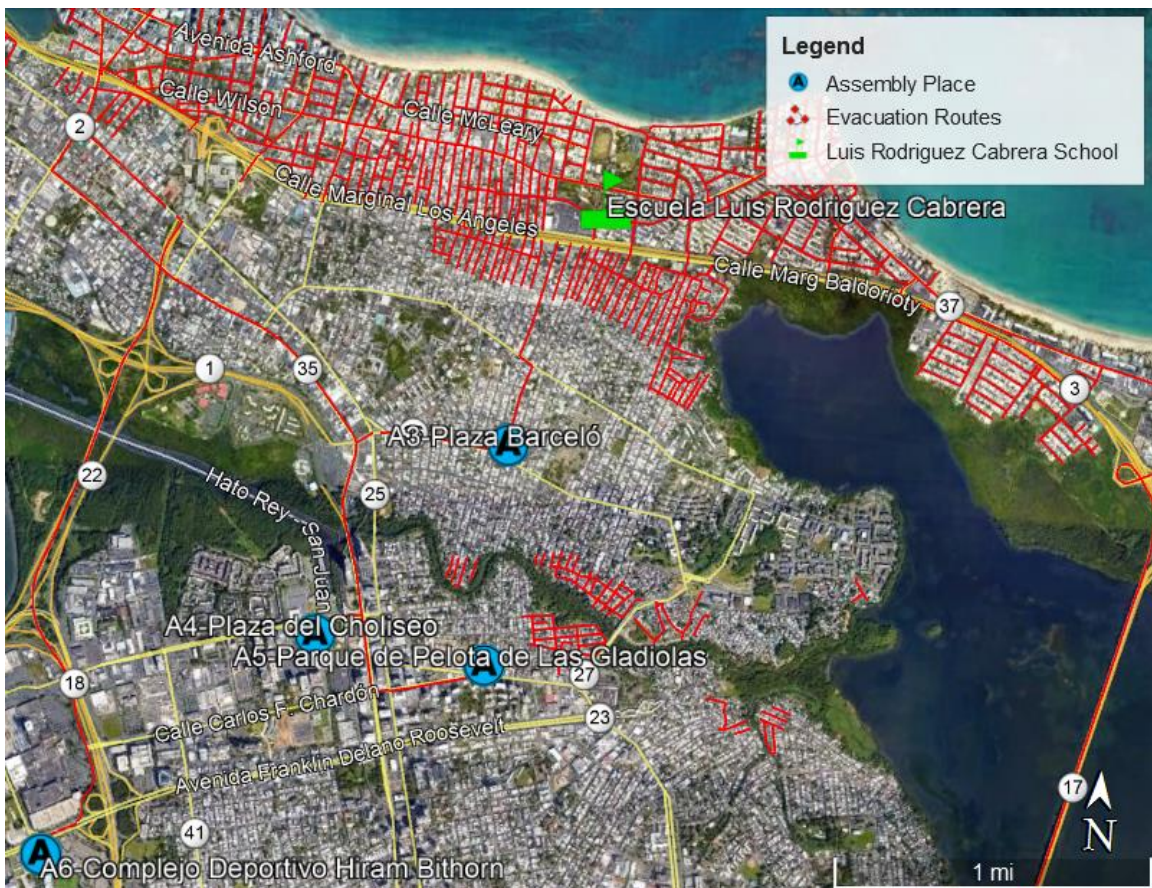 Legend
A
Assembly Place
Evacuation Routes
Luis Rodriguez Cabrera School
Avenida Ashford
Calle Wilson
Calle McLeary
2
Calle Marginal Los Angeles
Escuela Luis Rodriguez Cabrera
Calle Marg Baldorioty
37
1
35
3
A3-Plaza Barceló
A
22
25
Hato Rey
San Juan
A4-Plaza del Choliseo
A
A5-Parque de Pelota de Las Gladiolas
A
18
27
Calle Carlos F. Chardón
23
Avenida Franklin Delano Roosevelt
17
41
N
A
A6-Complejo Deportivo Hiram Bithorn
1 mi